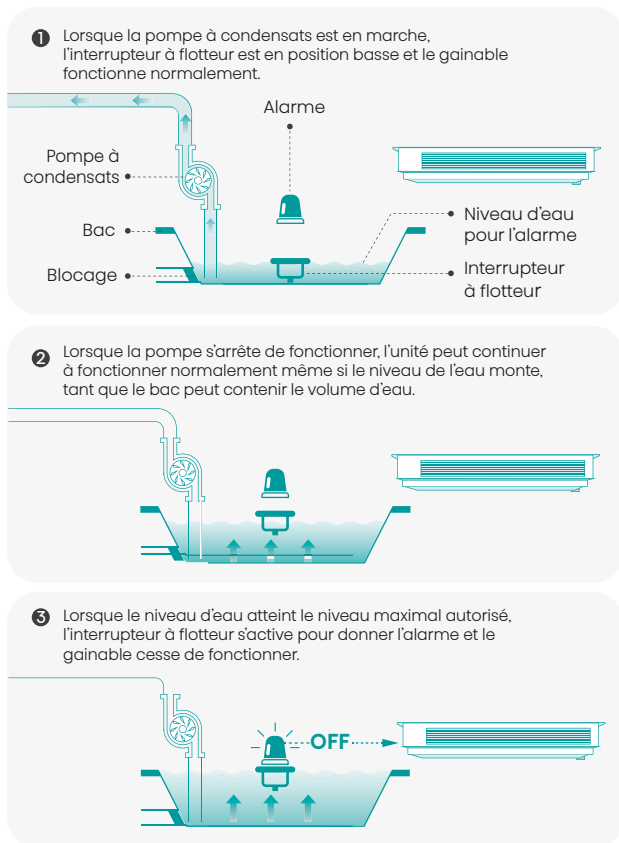 1 Lorsque la pompe à condensats est en marche,
l'interrupteur à flotteur est en position basse et le gainable
fonctionne normalement.
Alarme
Pompe à
condensats
Bac
Blocage
Niveau d'eau
pour l'alarme
Interrupteur
à flotteur
2 Lorsque la pompe s'arrête de fonctionner, l'unité peut continuer
à fonctionner normalement même si le niveau de l'eau monte,
tant que le bac peut contenir le volume d'eau.
3 Lorsque le niveau d'eau atteint le niveau maximal autorisé,
l'interrupteur à flotteur s'active pour donner l'alarme et le
gainable cesse de fonctionner.
OFF